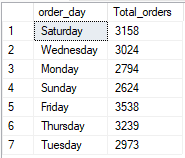 order_day Total_orders
1 Saturday 3158
2 Wednesday 3024
3 Monday 2794
4 Sunday 2624
5 Friday 3538
6 Thursday 3239
7 Tuesday 2973